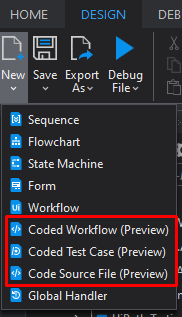 HOME DESIGN DEB
New Save Export As Debug File
Sequence
Flowchart
State Machine
Form
Workflow
Coded Workflow (Preview)
Coded Test Case (Preview)
Code Source File (Preview)
Global Handler